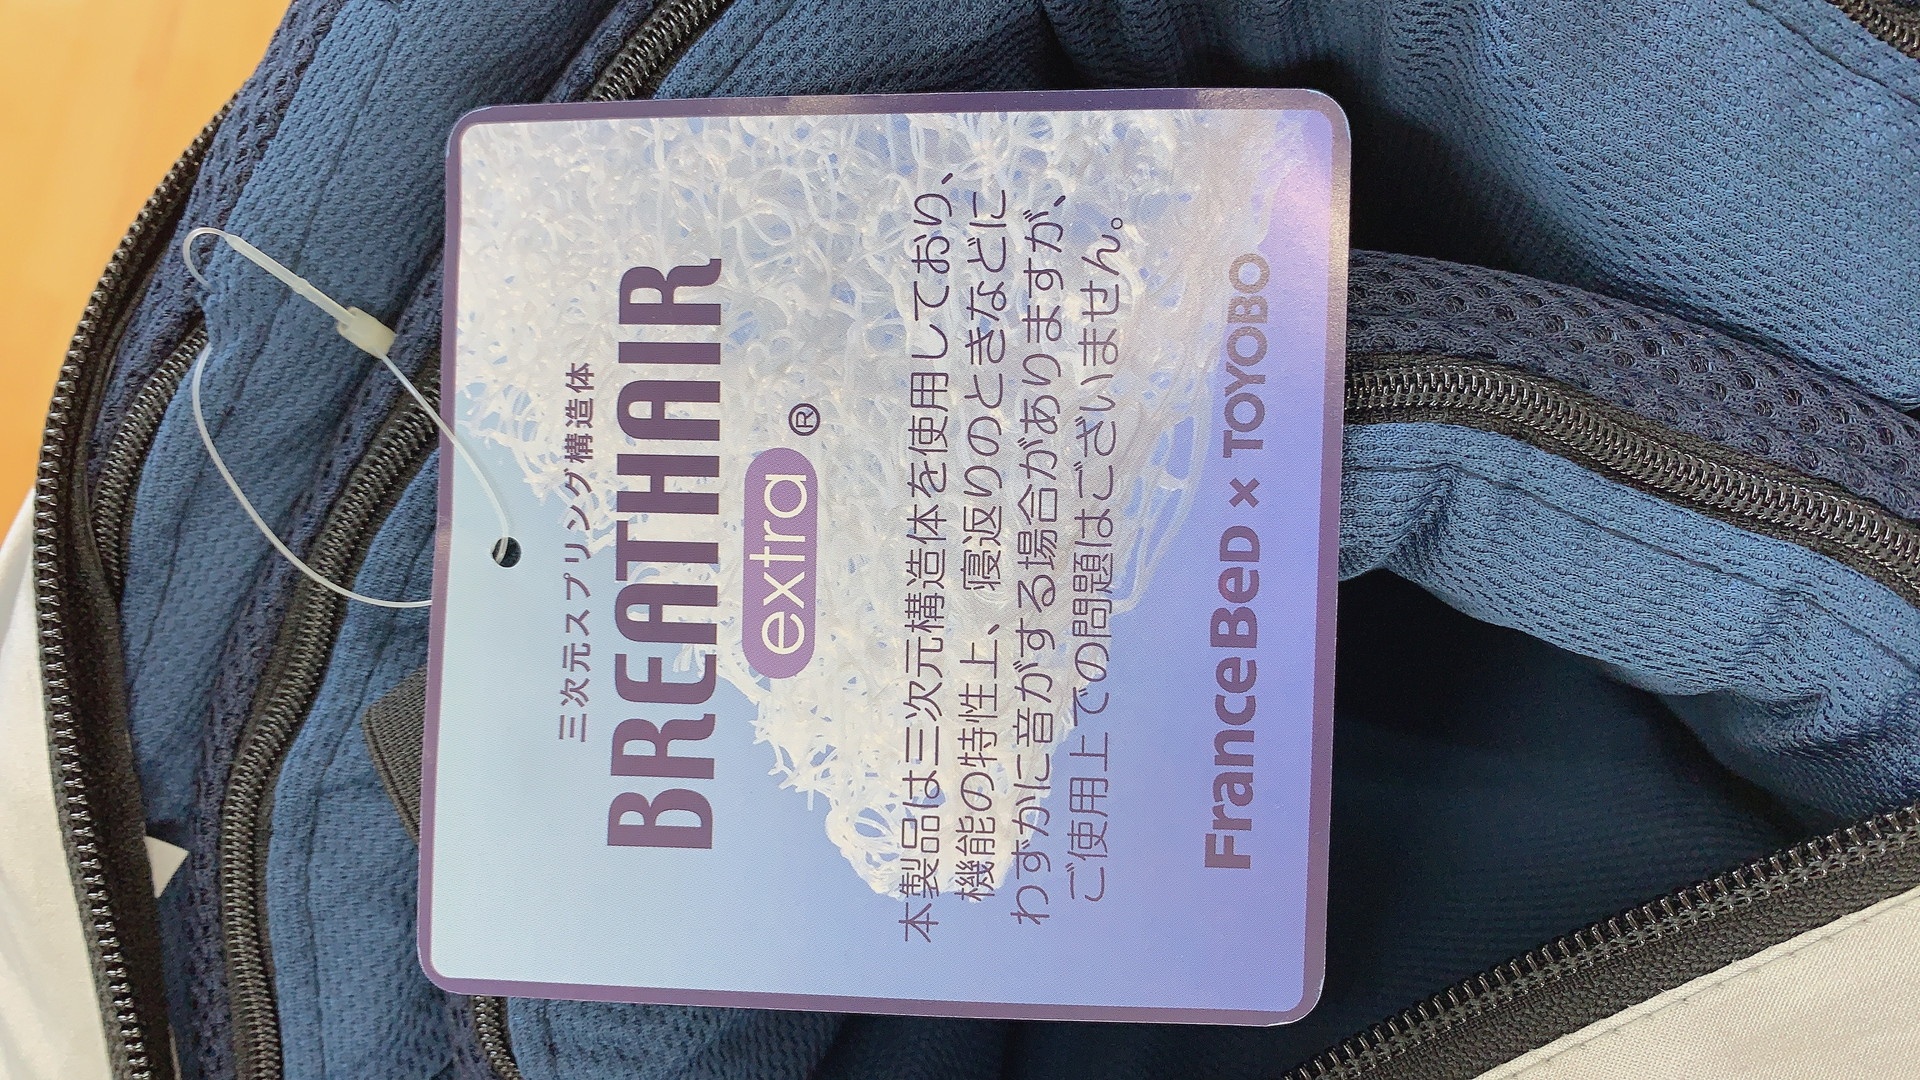 三次元スプリング構造体
BREATHAIR
extra®
本製品は三次元構造体を使用しており、
機能の特性上、寝返りのときなどに
わずかに音がする場合がありますが、
ご使用上での問題はございません。
FranceBeD × TOYOBO